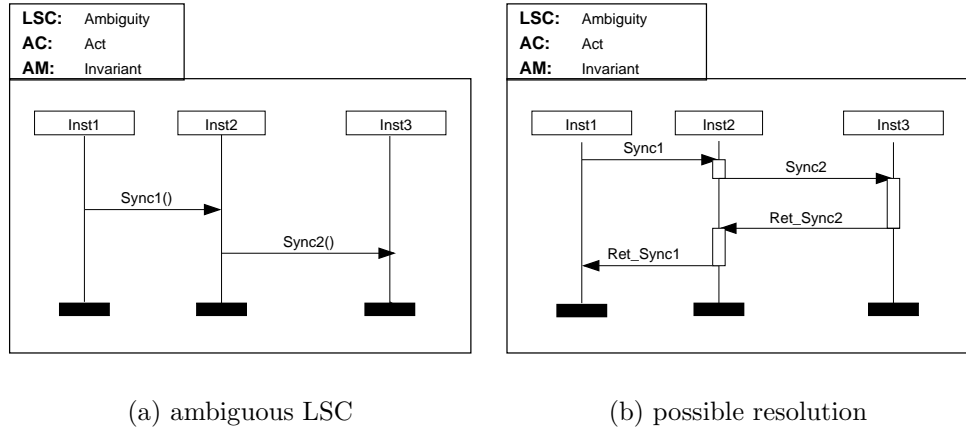 LSC: Ambiguity
AC: Act
AM: Invariant
Inst1 Inst2 Inst3
Sync1()
Sync2()
(a) ambiguous LSC
LSC: Ambiguity
AC: Act
AM: Invariant
Inst1 Inst2 Inst3
Sync1
Sync2
Ret_Sync2
Ret_Sync1
(b) possible resolution